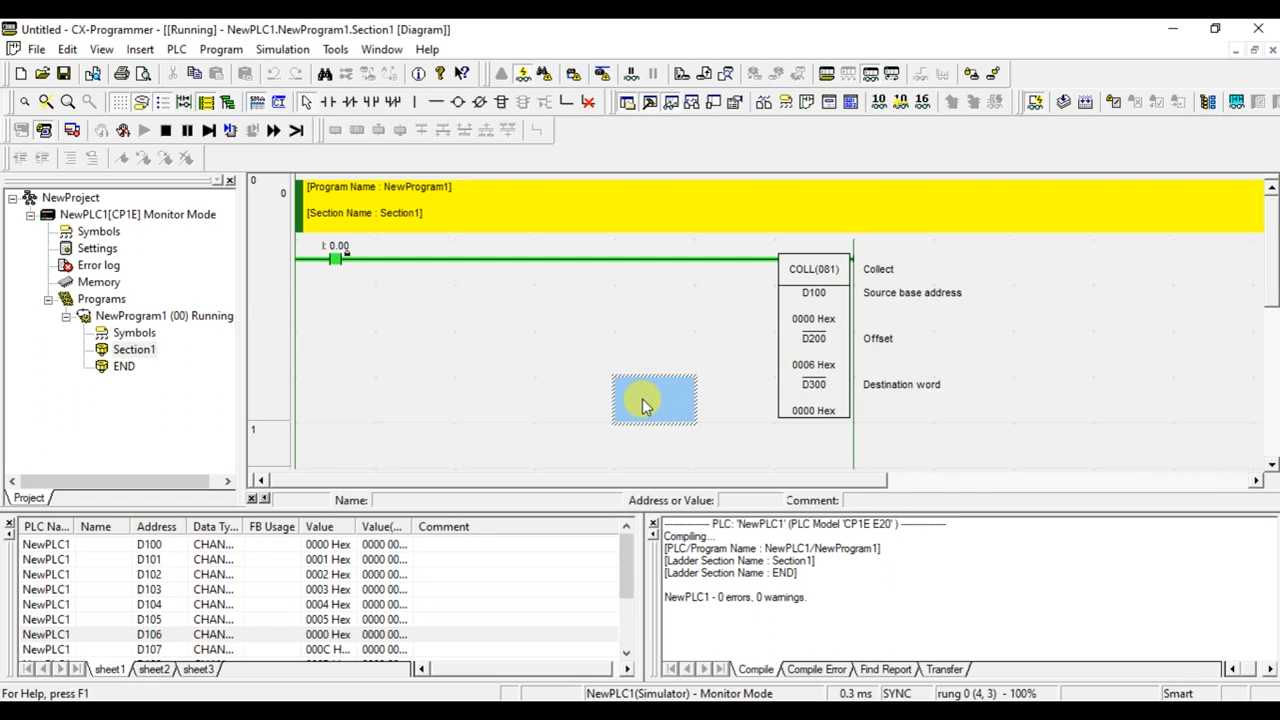 Untitled - CX-Programmer - [[Running] - NewPLC1.NewProgram1.Section1 [Diagram]]
File Edit View Insert PLC Program Simulation Tools Window Help
10 10 16
NewProject
NewPLC1[CP1E] Monitor Mode
Symbols
Settings
Error log
Memory
Programs
NewProgram1 (00) Running
Symbols
Section1
END
Project
0
0
[Program Name : NewProgram1]
[Section Name : Section1]
I: 0.00
COLL(081) Collect
D100 Source base address
0000 Hex
D200 Offset
0006 Hex
D300 Destination word
0000 Hex
1
Name: Address or Value: Comment:
PLC Na... Name Address Data Ty... FB Usage Value Value(... Comment
NewPLC1 D100 CHAN... 0000 Hex 0000 00...
NewPLC1 D101 CHAN... 0001 Hex 0000 00...
NewPLC1 D102 CHAN... 0002 Hex 0000 00...
NewPLC1 D103 CHAN... 0003 Hex 0000 00...
NewPLC1 D104 CHAN... 0004 Hex 0000 00...
NewPLC1 D105 CHAN... 0005 Hex 0000 00...
NewPLC1 D106 CHAN... 0000 Hex 0000 00...
NewPLC1 D107 CHAN... 000C H... 0000 00...
sheet1 sheet2 sheet3
-------------- PLC: 'NewPLC1' (PLC Model 'CP1E E20' ) --------------
Compiling...
[PLC/Program Name : NewPLC1/NewProgram1]
[Ladder Section Name : Section1]
[Ladder Section Name : END]
NewPLC1 - 0 errors, 0 warnings.
Compile Compile Error Find Report Transfer
For Help, press F1 NewPLC1(Simulator) - Monitor Mode 0.3 ms SYNC rung 0 (4, 3) - 100% Smart